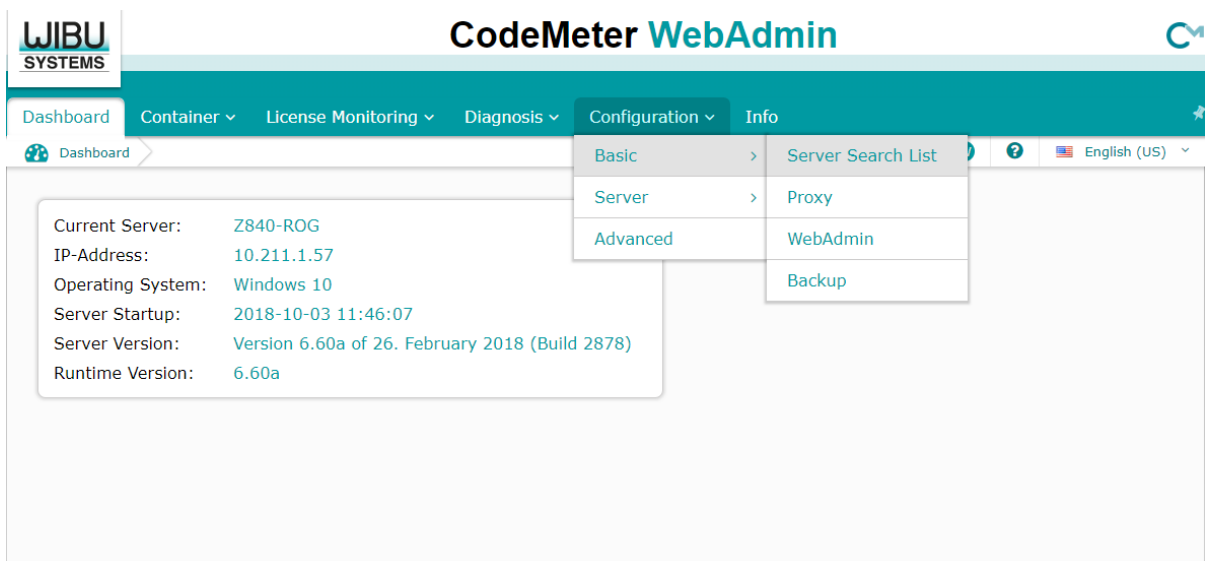 WIBU
SYSTEMS
CodeMeter WebAdmin
CM
Dashboard Container License Monitoring Diagnosis Configuration Info
Dashboard
English (US)
Basic
Server
Advanced
Server Search List
Proxy
WebAdmin
Backup
Current Server: Z840-ROG
IP-Address: 10.211.1.57
Operating System: Windows 10
Server Startup: 2018-10-03 11:46:07
Server Version: Version 6.60a of 26. February 2018 (Build 2878)
Runtime Version: 6.60a